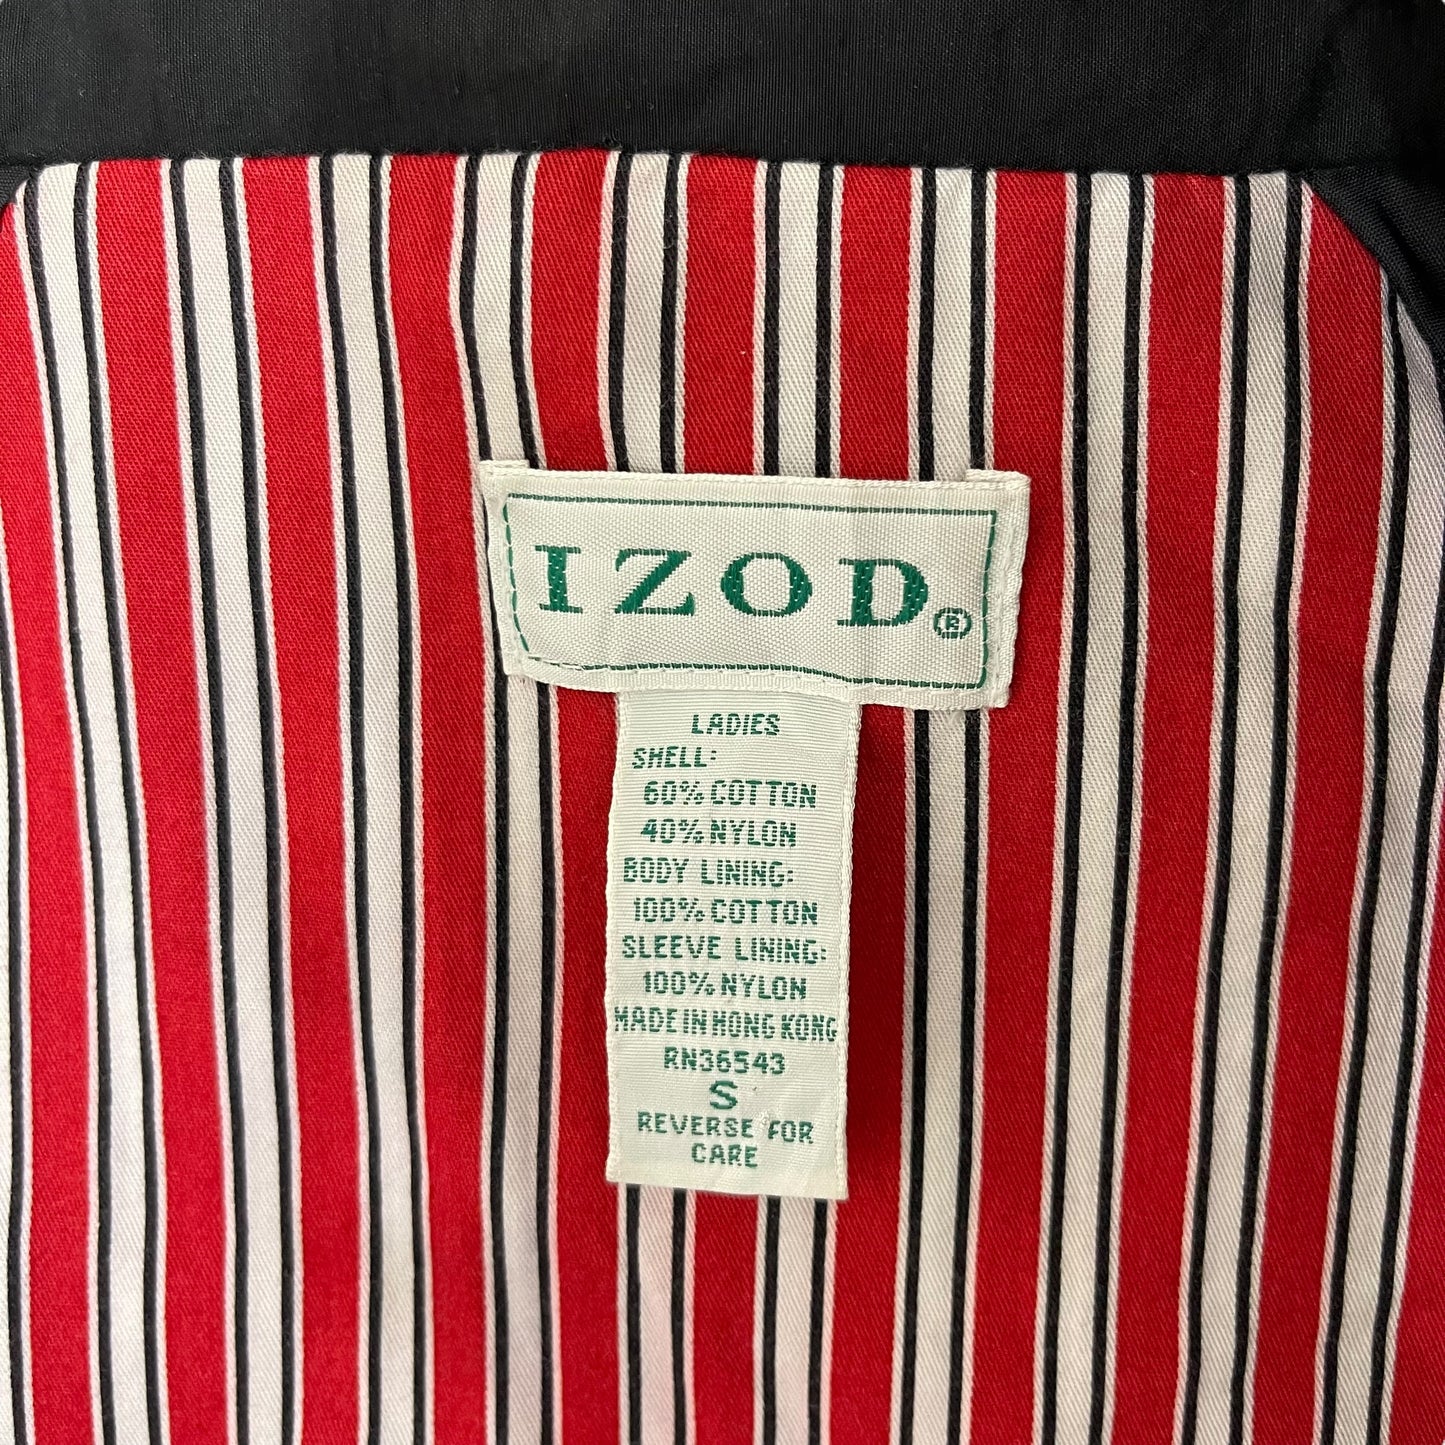 IZOD®
LADIES
SHELL:
60% COTTON
40% NYLON
BODY LINING:
100% COTTON
SLEEVE LINING:
100% NYLON
MADE IN HONG KONG
RN36543
S
REVERSE FOR
CARE